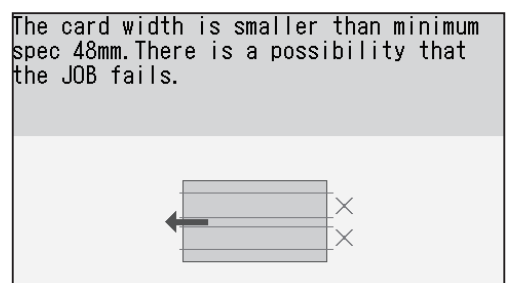 The card width is smaller than minimum
spec 48mm.There is a possibility that
the JOB fails.